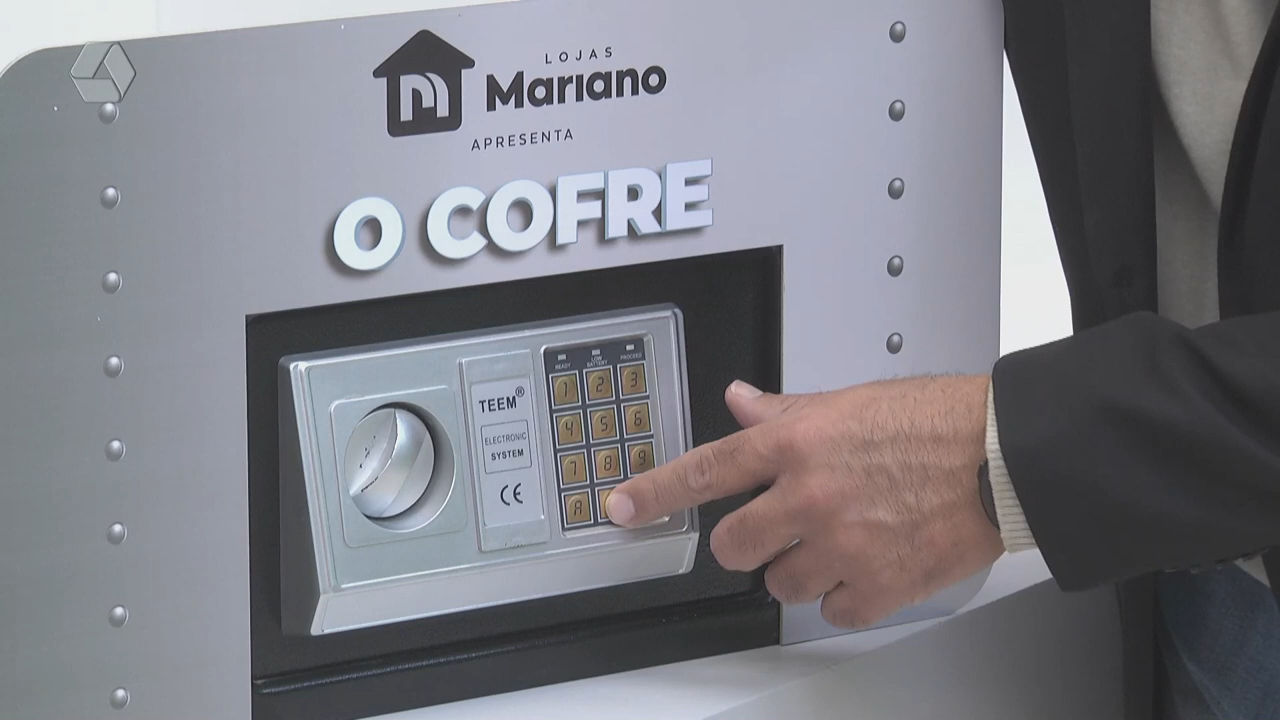 LOJAS
Mariano
APRESENTA
O COFRE
READY LOW BATTERY PROCEED
TEEM®
ELECTRONIC
SYSTEM
CE
1 2 3
4 5 6
7 8 9
A